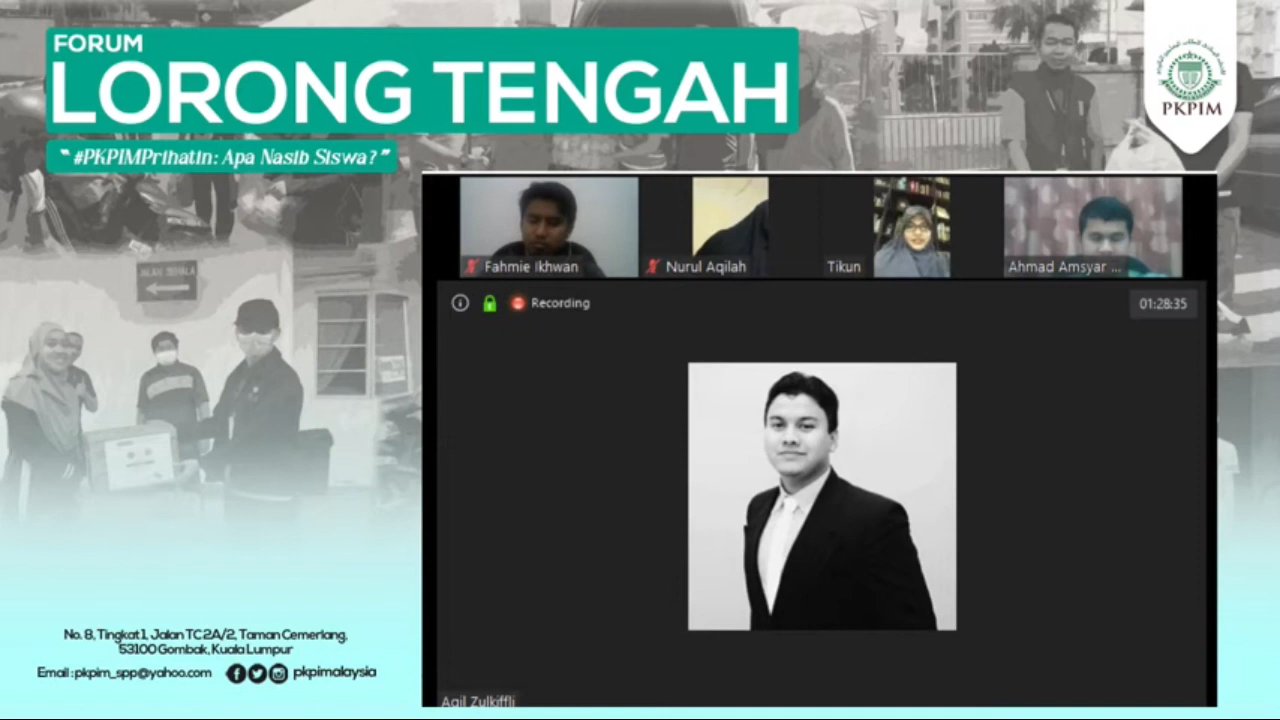 FORUM
LORONG TENGAH
" #PKPIMPrihatin: Apa Nasib Siswa? "
PKPIM
Fahmie Ikhwan
Nurul Aqilah
Tikun
Ahmad Amsyar ...
Recording
01:28:35
Aqil Zulkiffli
No. 8, Tingkat 1, Jalan TC 2A/2, Taman Cemerlang,
53100 Gombak, Kuala Lumpur
Email : pkpim_spp@yahoo.com
pkpimalaysia